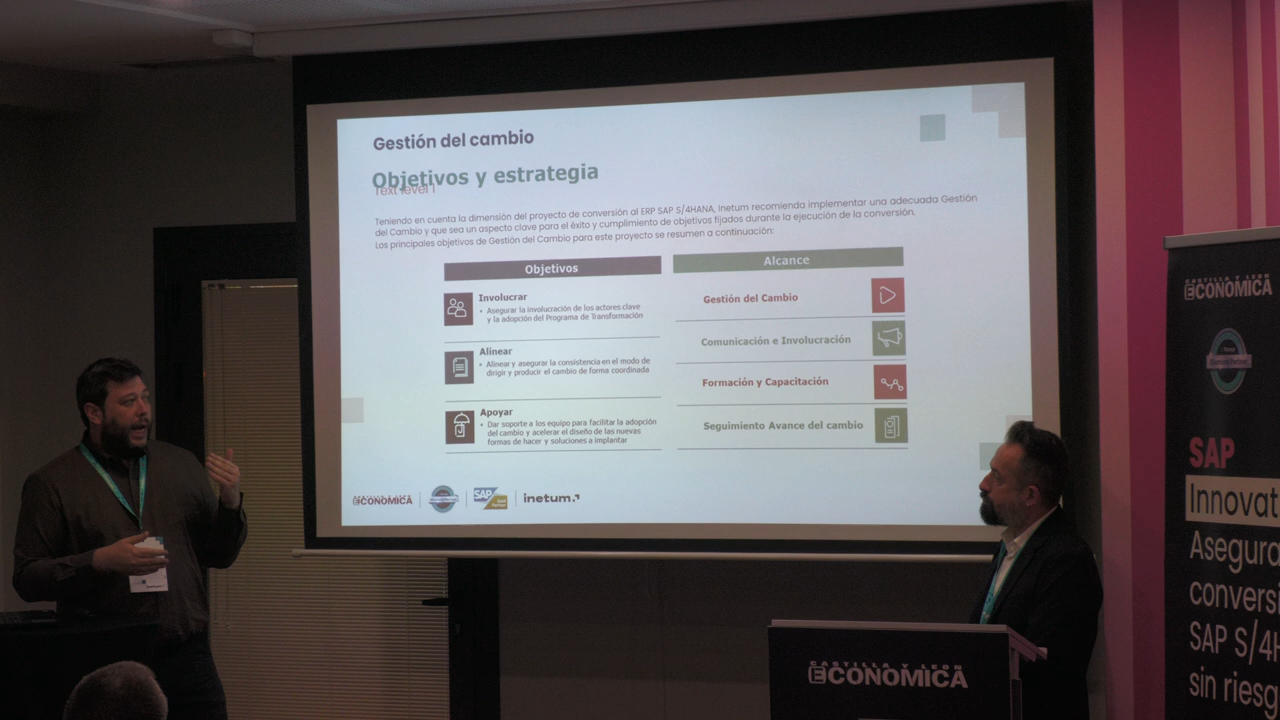 Gestión del cambio
Objetivos y estrategia
Text level 1
Teniendo en cuenta la dimensión del proyecto de conversión al ERP SAP S/4HANA, Inetum recomienda implementar una adecuada Gestión
del Cambio y que sea un aspecto clave para el éxito y cumplimiento de objetivos fijados durante la ejecución de la conversión.
Los principales objetivos de Gestión del Cambio para este proyecto se resumen a continuación:
Objetivos
Involucrar
• Asegurar la involucración de los actores clave
y la adopción del Programa de Transformación
Alinear
• Alinear y asegurar la consistencia en el modo de
dirigir y producir el cambio de forma coordinada
Apoyar
• Dar soporte a los equipo para facilitar la adopción
del cambio y acelerar el diseño de las nuevas
formas de hacer y soluciones a implantar
Alcance
Gestión del Cambio
Comunicación e Involucración
Formación y Capacitación
Seguimiento Avance del cambio
ECONOMICA
SAP
inetum.
CASTILLA Y LEON
ECONOMICA
CASTILLA Y LEON
ECONOMICA
SAP
Innovat
Asegura
conversi
SAP S/4H
sin riesg